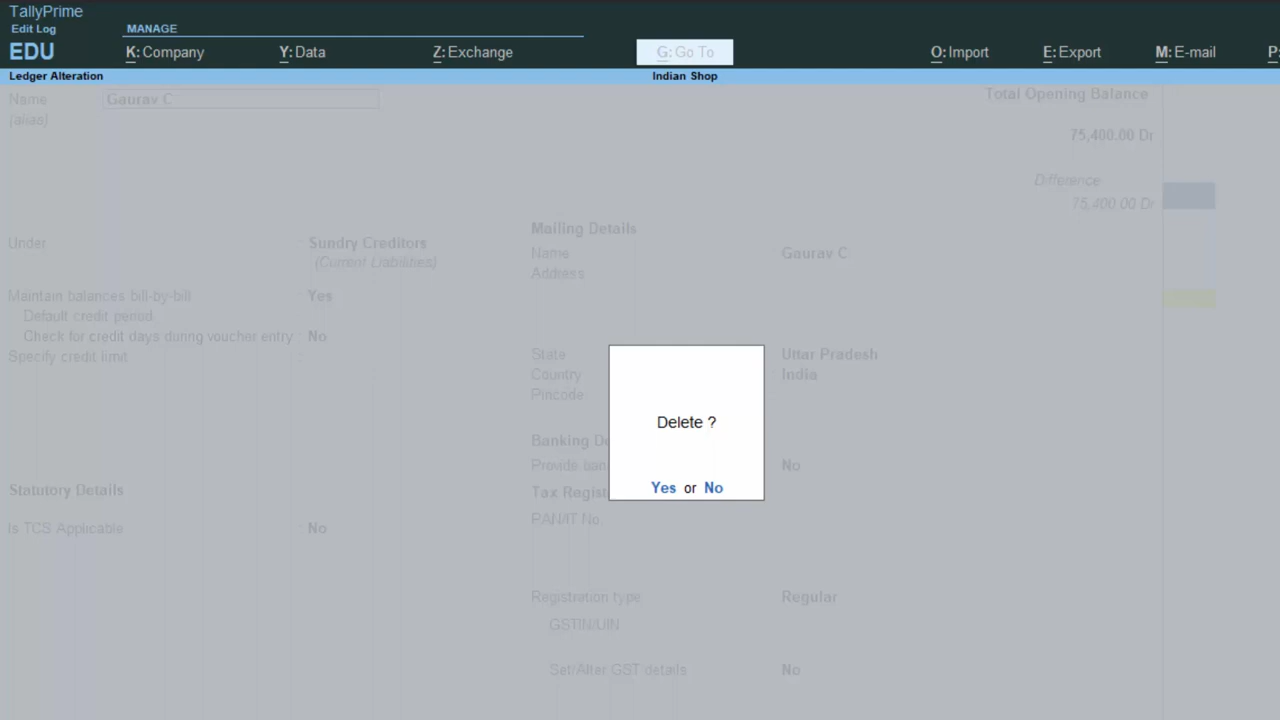 TallyPrime
Edit Log
MANAGE
EDU
K: Company
Y: Data
Z: Exchange
G: Go To
O: Import
E: Export
M: E-mail
P:
Ledger Alteration
Indian Shop
Name
Gaurav C
(alias)
Total Opening Balance
75,400.00 Dr
Difference
75,400.00 Dr
Under : Sundry Creditors
(Current Liabilities)
Maintain balances bill-by-bill : Yes
Default credit period
Check for credit days during voucher entry : No
Specify credit limit :
Statutory Details
Is TCS Applicable : No
Mailing Details
Name
Gaurav C
Address
State
Uttar Pradesh
Country
India
Pincode
Banking
Provide
No
Tax
PAN/IT No.
Registration type
Regular
GSTIN/UIN
Set/Alter GST details
No
Delete ?
Yes or No